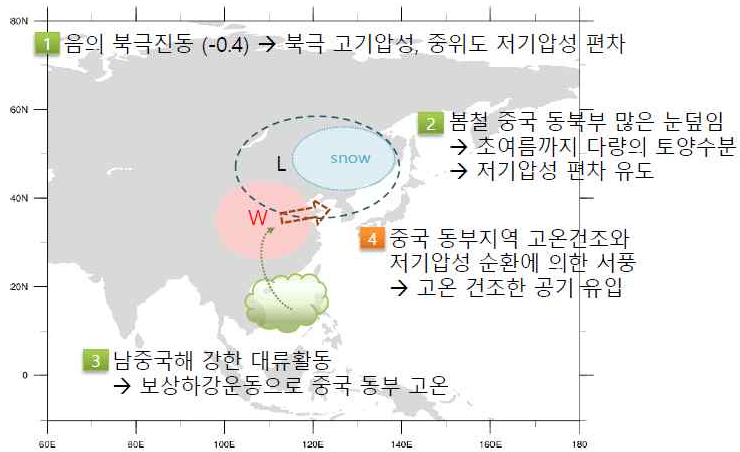 80N
1 음의 북극진동 (-0.4) → 북극 고기압성, 중위도 저기압성 편차
60N
2 봄철 중국 동북부 많은 눈덮임
→ 초여름까지 다량의 토양수분
→ 저기압성 편차 유도
L
snow
40N
W
4 중국 동부지역 고온건조와
저기압성 순환에 의한 서풍
→ 고온 건조한 공기 유입
20N
3 남중국해 강한 대류활동
→ 보상하강운동으로 중국 동부 고온
0
60E 80E 100E 120E 140E 160E 180